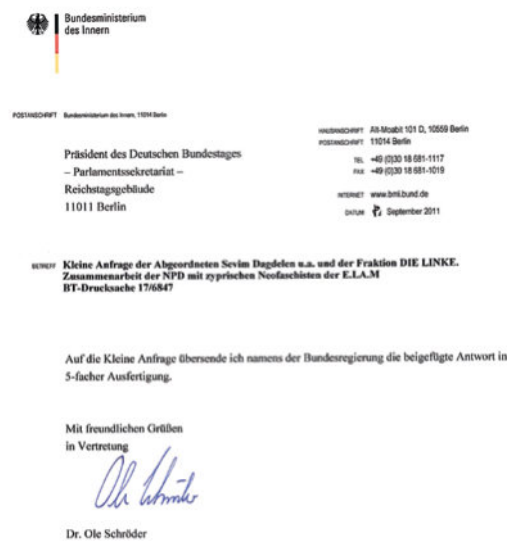 Bundesministerium
des Innern
POSTANSCHRIFT Bundesministerium des Innern, 11014 Berlin
HAUSANSCHRIFT Alt-Moabit 101 D, 10559 Berlin
POSTANSCHRIFT 11014 Berlin
TEL +49 (0)30 18 681-1117
FAX +49 (0)30 18 681-1019
INTERNET www.bmi.bund.de
DATUM September 2011
Präsident des Deutschen Bundestages
– Parlamentssekretariat –
Reichstagsgebäude
11011 Berlin
BETREFF Kleine Anfrage der Abgeordneten Sevim Dagdelen u.a. und der Fraktion DIE LINKE.
Zusammenarbeit der NPD mit zyprischen Neofaschisten der E.L.A.M
BT-Drucksache 17/6847
Auf die Kleine Anfrage übersende ich namens der Bundesregierung die beigefügte Antwort in
5-facher Ausfertigung.
Mit freundlichen Grüßen
in Vertretung
Ole Schröder
Dr. Ole Schröder